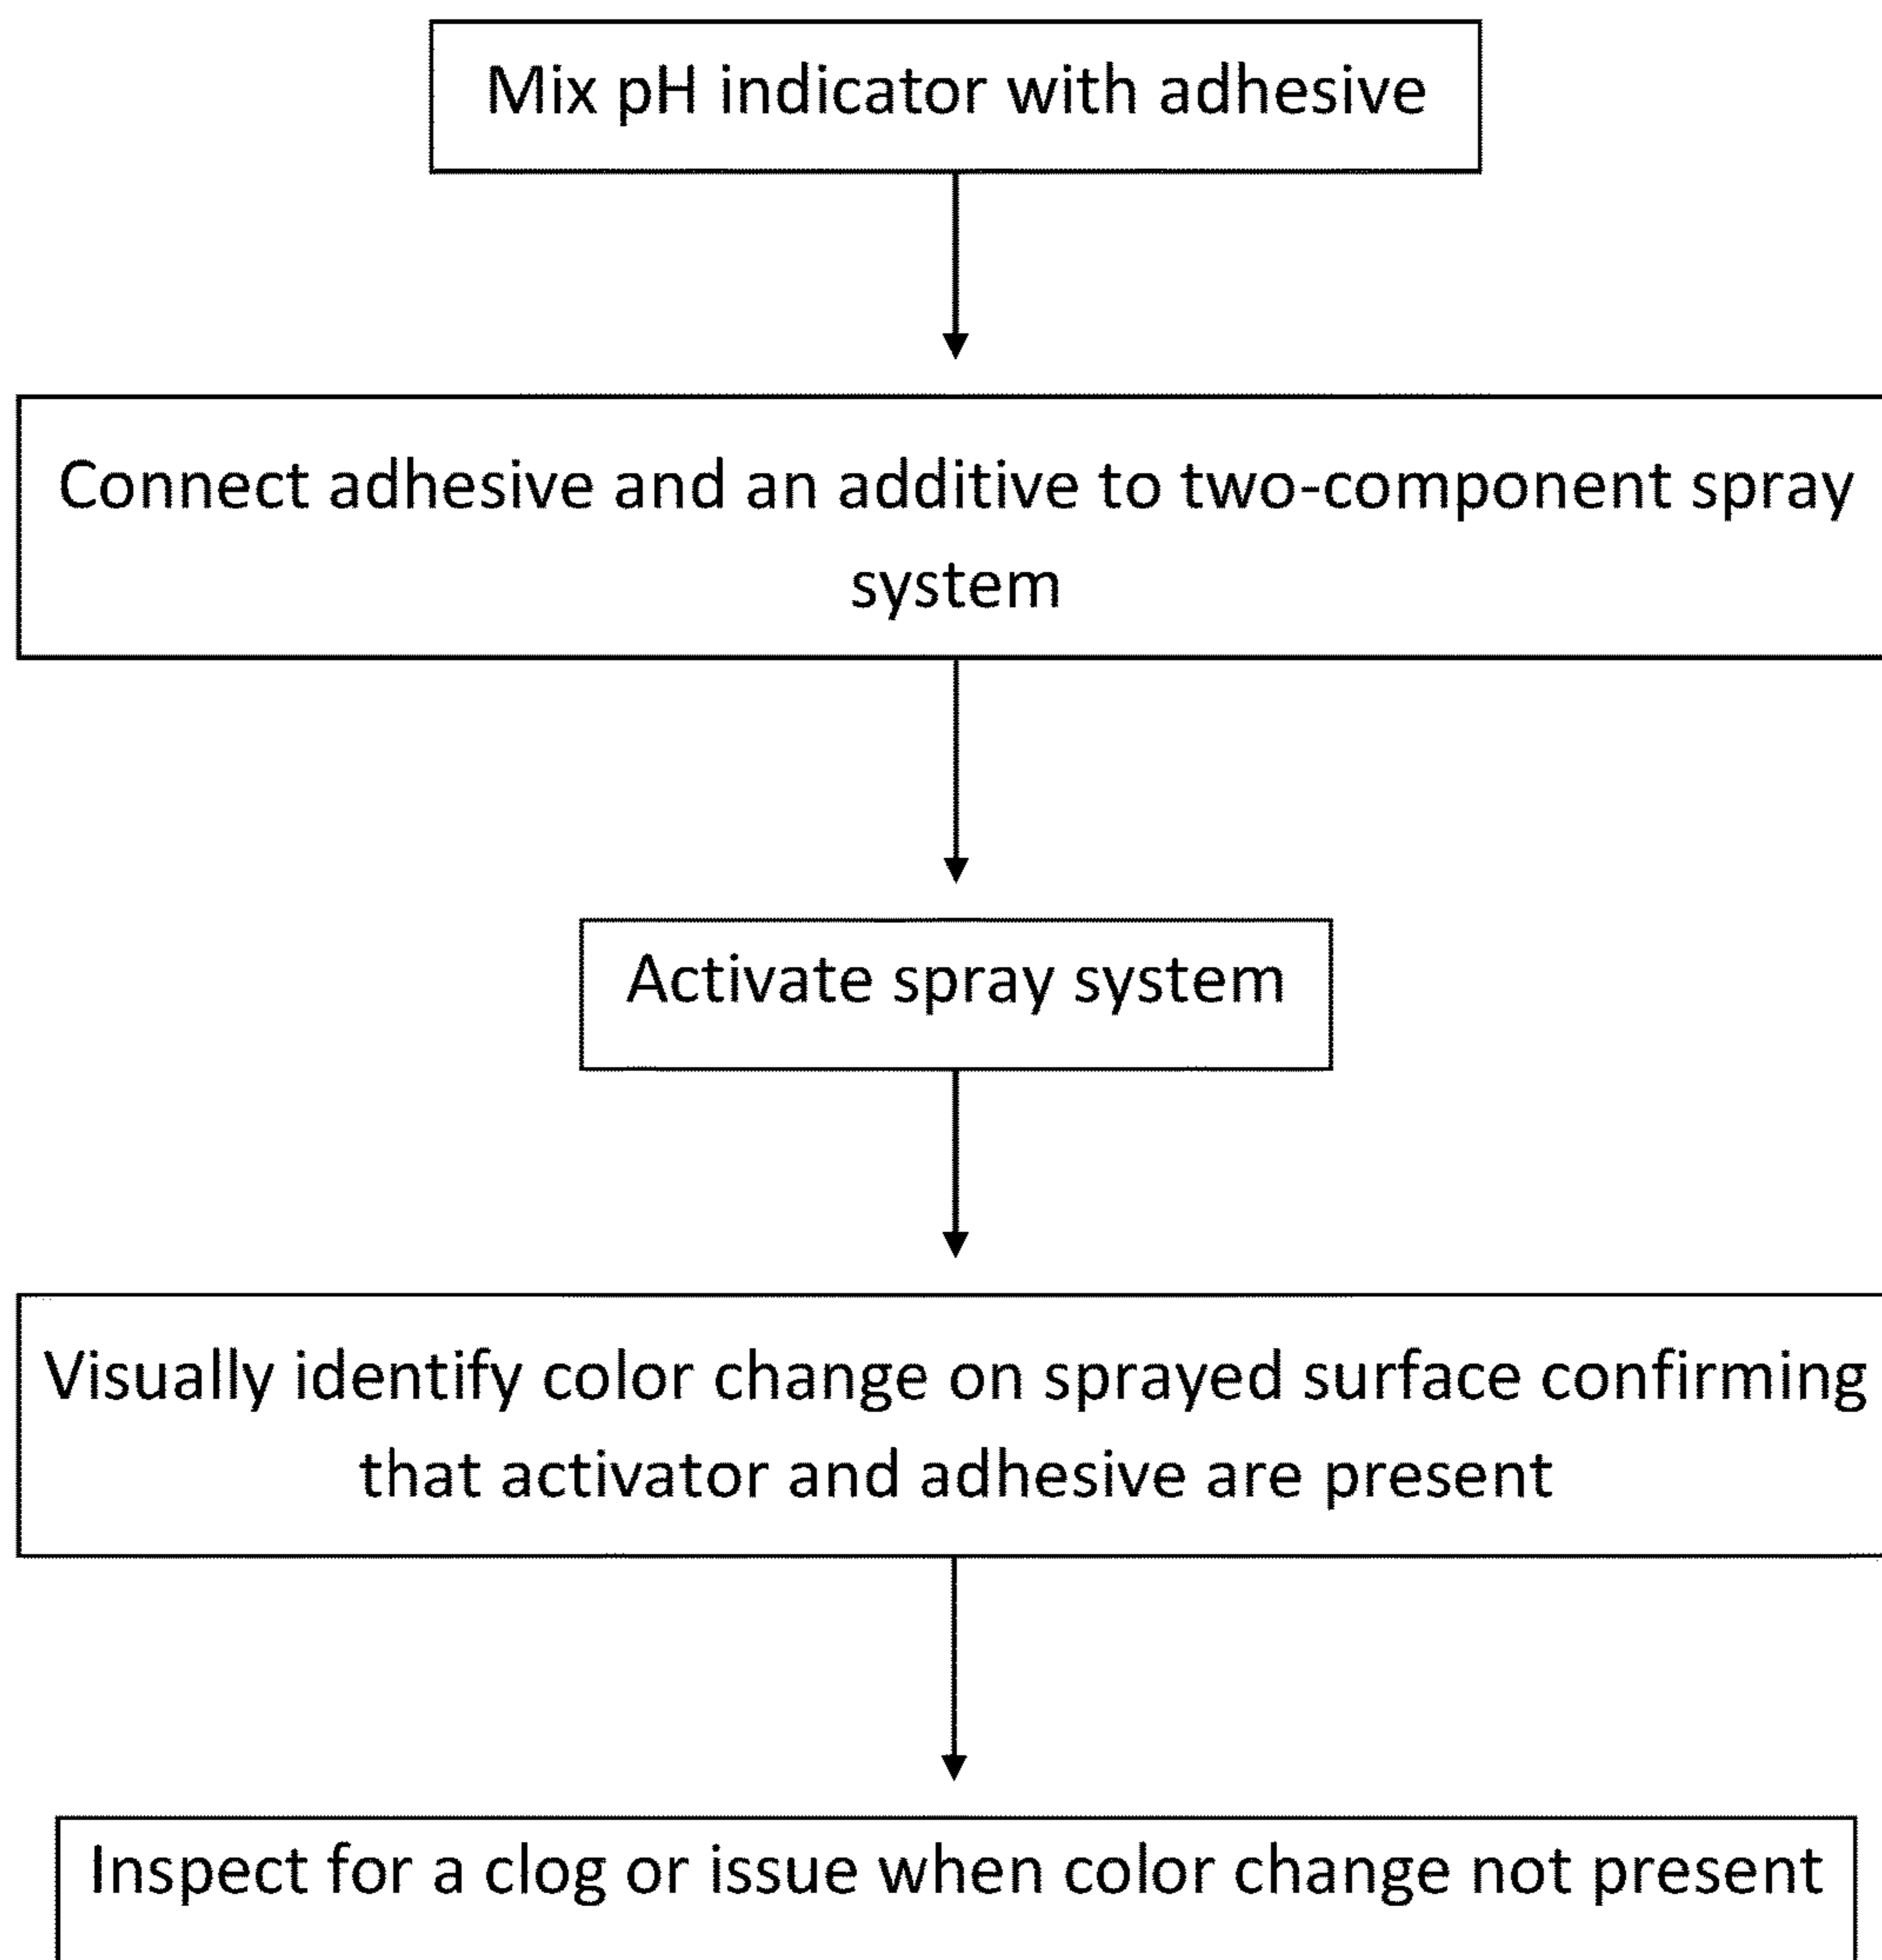 Mix pH indicator with adhesive
Connect adhesive and an additive to two-component spray
system
Activate spray system
Visually identify color change on sprayed surface confirming
that activator and adhesive are present
Inspect for a clog or issue when color change not present